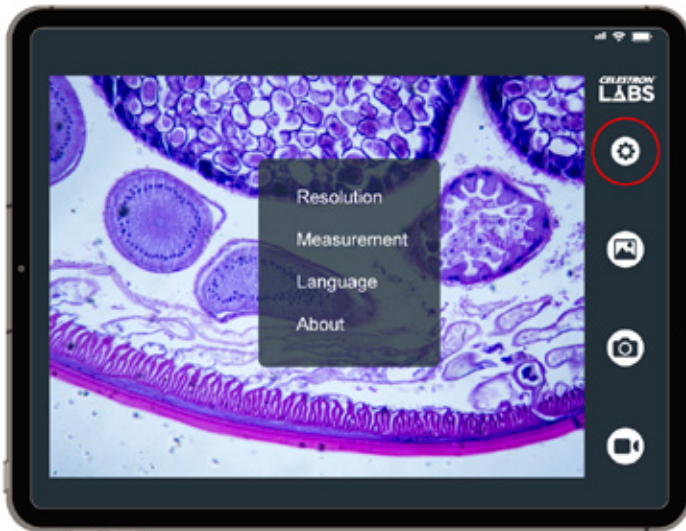 CELESTRON
LABS
Resolution
Measurement
Language
About